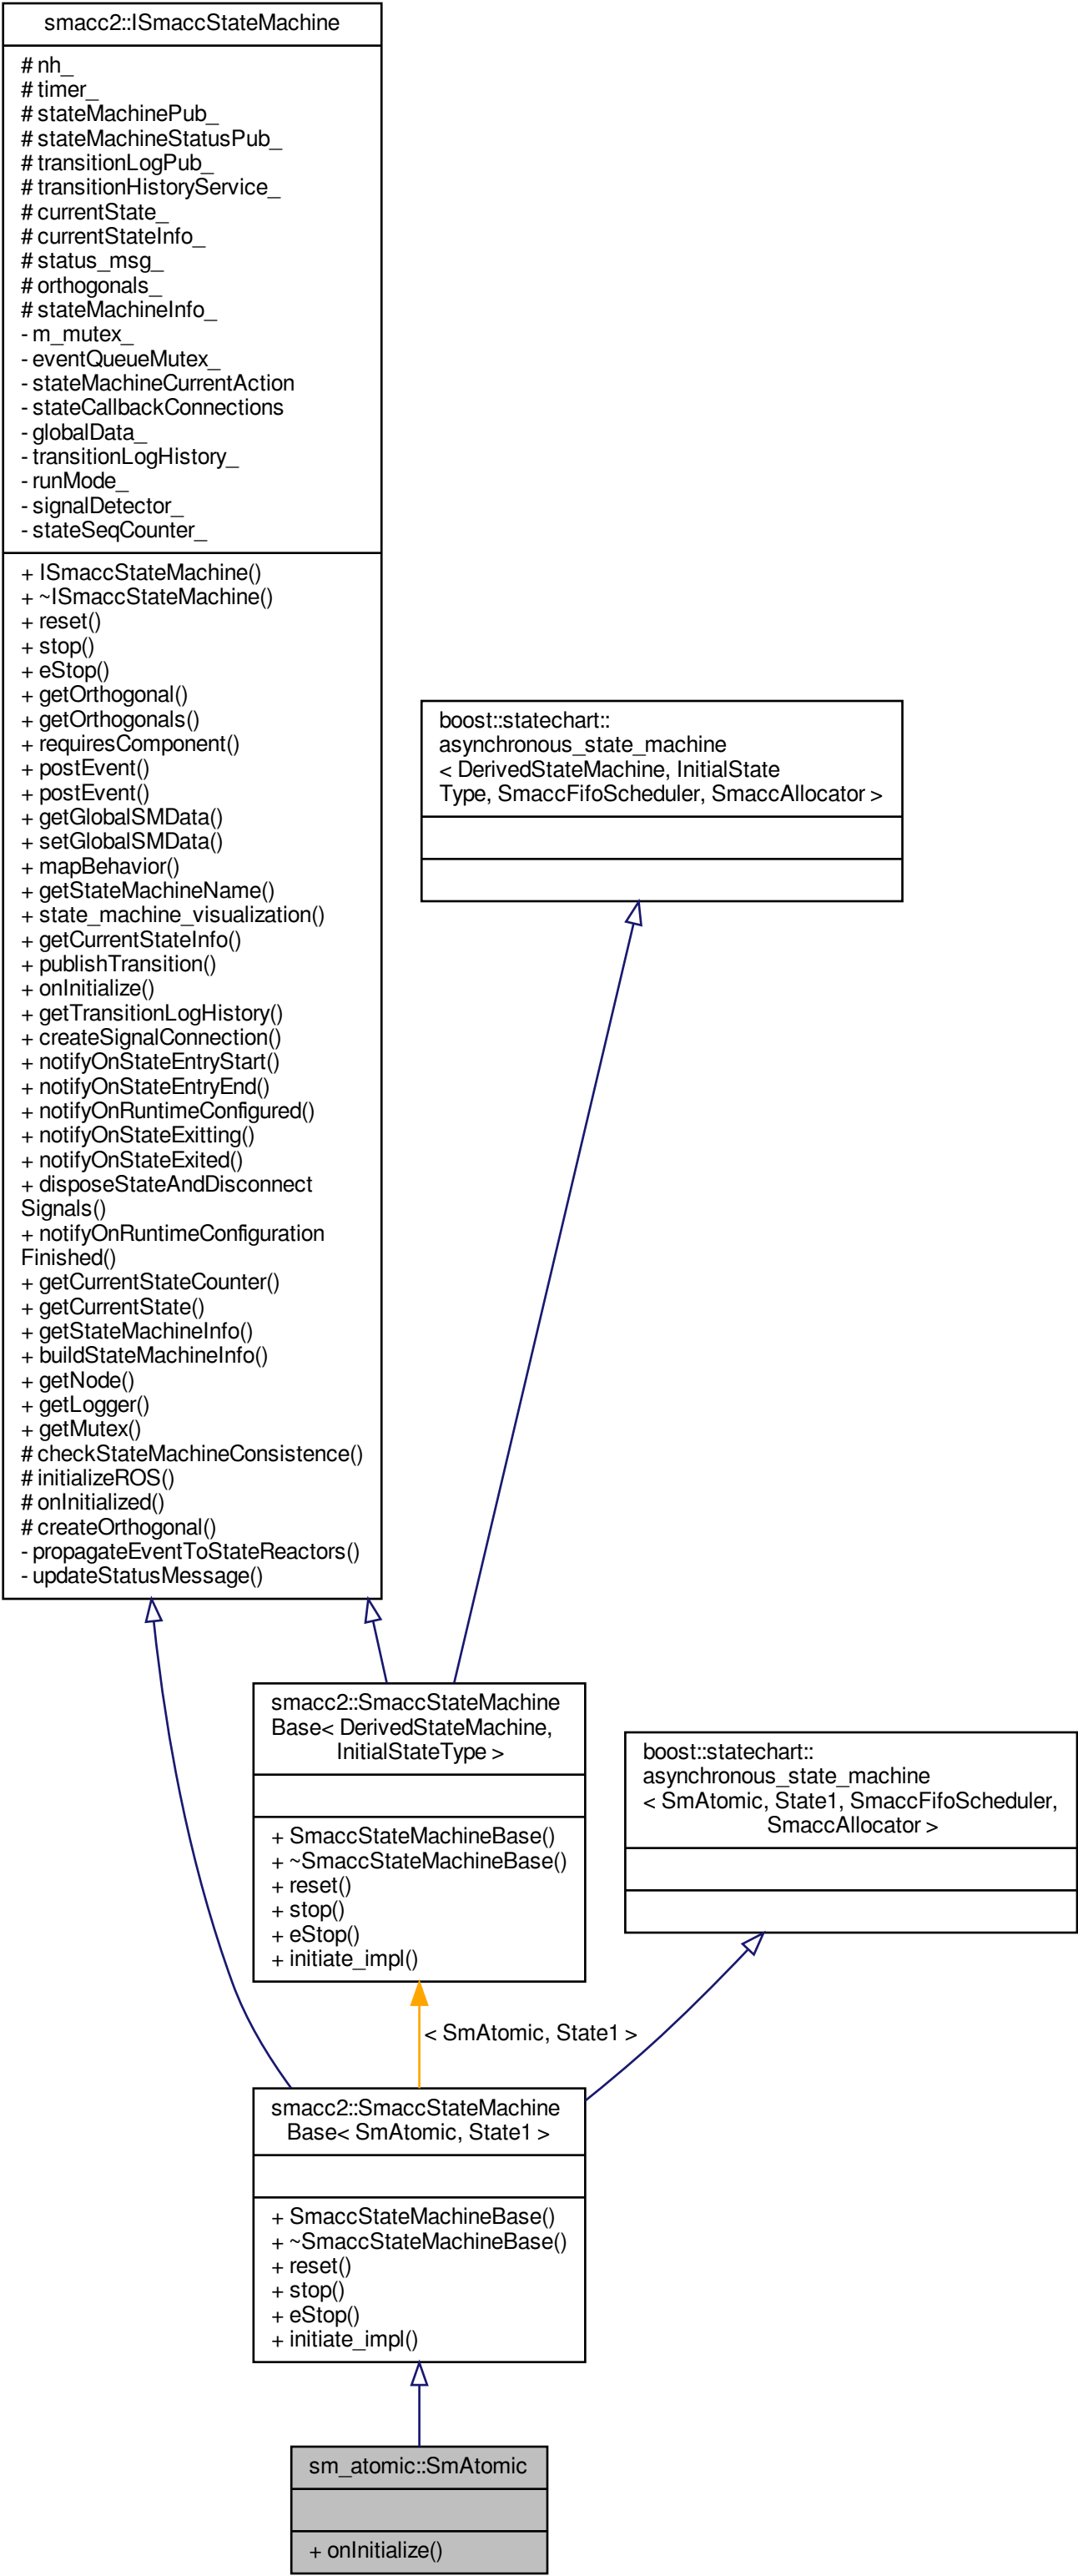 smacc2::ISmaccStateMachine
# nh_
# timer_
# stateMachinePub_
# stateMachineStatusPub_
# transitionLogPub_
# transitionHistoryService_
# currentState_
# currentStateInfo_
# status_msg_
# orthogonals_
# stateMachineInfo_
- m_mutex_
- eventQueueMutex_
- stateMachineCurrentAction
- stateCallbackConnections
- globalData_
- transitionLogHistory_
- runMode_
- signalDetector_
- stateSeqCounter_
+ ISmaccStateMachine()
+ ~ISmaccStateMachine()
+ reset()
+ stop()
+ eStop()
+ getOrthogonal()
+ getOrthogonals()
+ requiresComponent()
+ postEvent()
+ postEvent()
+ getGlobalSMData()
+ setGlobalSMData()
+ mapBehavior()
+ getStateMachineName()
+ state_machine_visualization()
+ getCurrentStateInfo()
+ publishTransition()
+ onInitialize()
+ getTransitionLogHistory()
+ createSignalConnection()
+ notifyOnStateEntryStart()
+ notifyOnStateEntryEnd()
+ notifyOnRuntimeConfigured()
+ notifyOnStateExitting()
+ notifyOnStateExited()
+ disposeStateAndDisconnect
Signals()
+ notifyOnRuntimeConfiguration
Finished()
+ getCurrentStateCounter()
+ getCurrentState()
+ getStateMachineInfo()
+ buildStateMachineInfo()
+ getNode()
+ getLogger()
+ getMutex()
# checkStateMachineConsistence()
# initializeROS()
# onInitialized()
# createOrthogonal()
- propagateEventToStateReactors()
- updateStatusMessage()
boost::statechart::
asynchronous_state_machine
< DerivedStateMachine, InitialState
Type, SmaccFifoScheduler, SmaccAllocator >
smacc2::SmaccStateMachine
Base< DerivedStateMachine,
InitialStateType >
+ SmaccStateMachineBase()
+ ~SmaccStateMachineBase()
+ reset()
+ stop()
+ eStop()
+ initiate_impl()
boost::statechart::
asynchronous_state_machine
< SmAtomic, State1, SmaccFifoScheduler,
SmaccAllocator >
< SmAtomic, State1 >
smacc2::SmaccStateMachine
Base< SmAtomic, State1 >
+ SmaccStateMachineBase()
+ ~SmaccStateMachineBase()
+ reset()
+ stop()
+ eStop()
+ initiate_impl()
sm_atomic::SmAtomic
+ onInitialize()